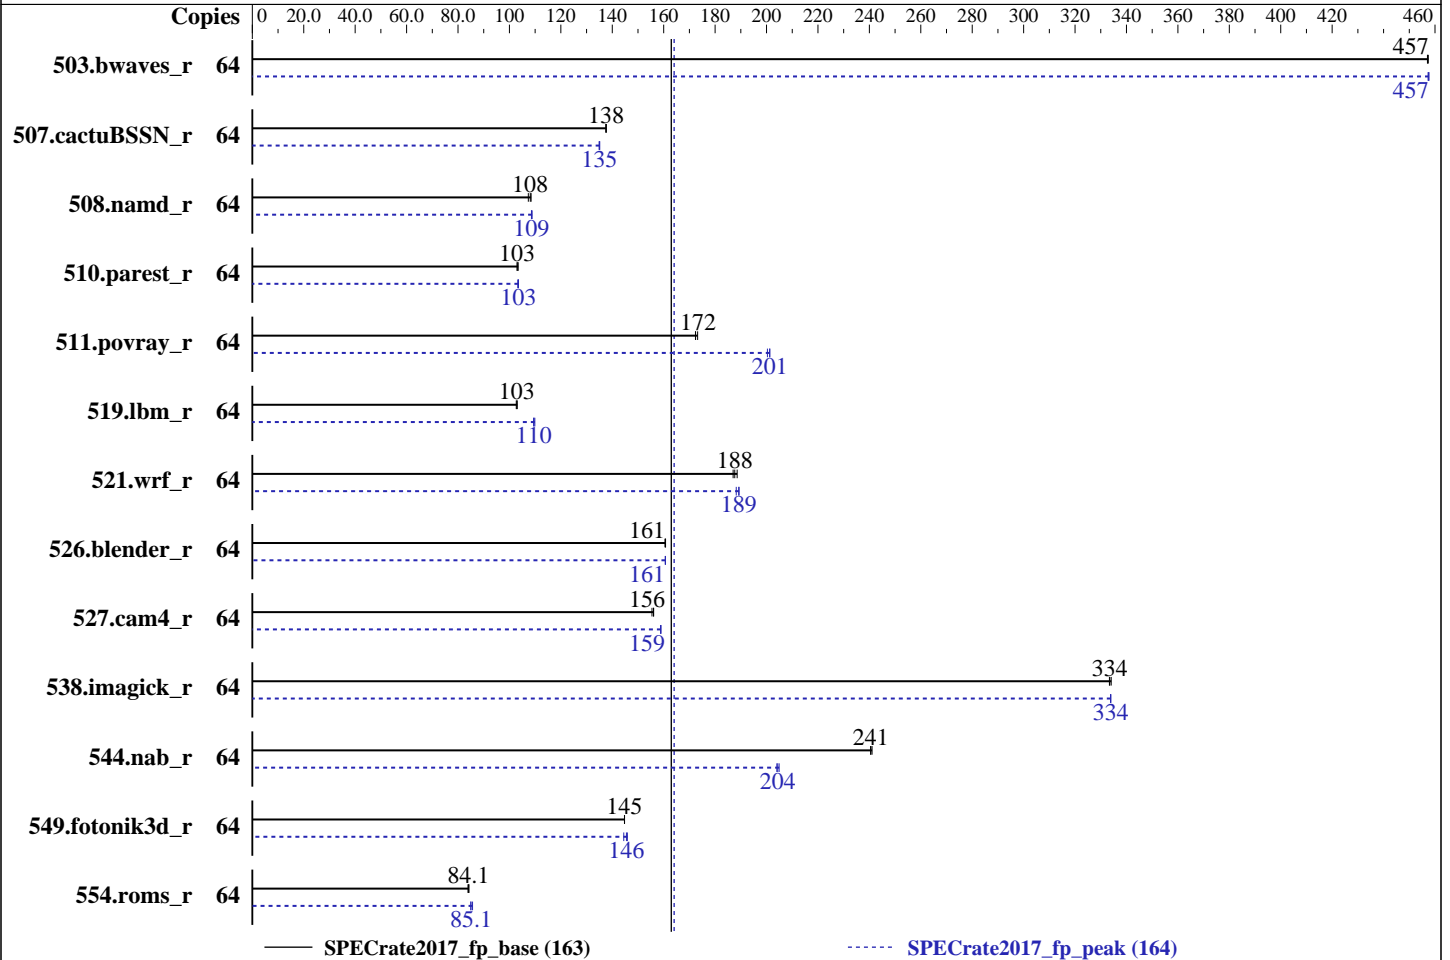 Copies 0 20.0 40.0 60.0 80.0 100 120 140 160 180 200 220 240 260 280 300 320 340 360 380 400 420 460
457
503.bwaves_r 64
457
138
507.cactuBSSN_r 64
135
108
508.namd_r 64
109
103
510.parest_r 64
103
172
511.povray_r 64
201
103
519.lbm_r 64
110
188
521.wrf_r 64
189
161
526.blender_r 64
161
156
527.cam4_r 64
159
334
538.imagick_r 64
334
241
544.nab_r 64
204
145
549.fotonik3d_r 64
146
84.1
554.roms_r 64
85.1
SPECrate2017_fp_base (163) SPECrate2017_fp_peak (164)